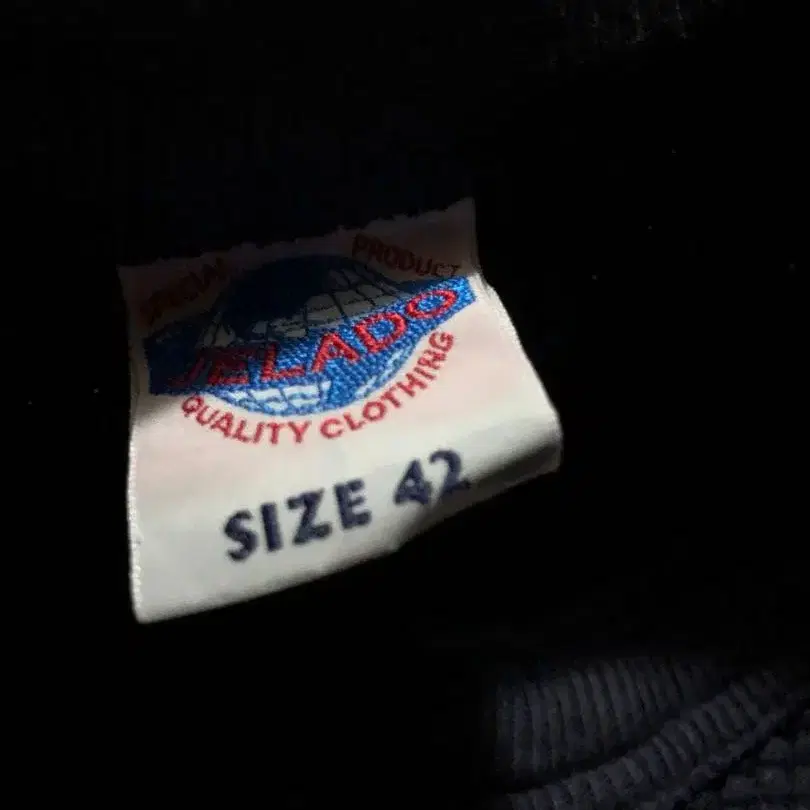 SPECIAL PRODUCT
JELADO
QUALITY CLOTHING
SIZE 42